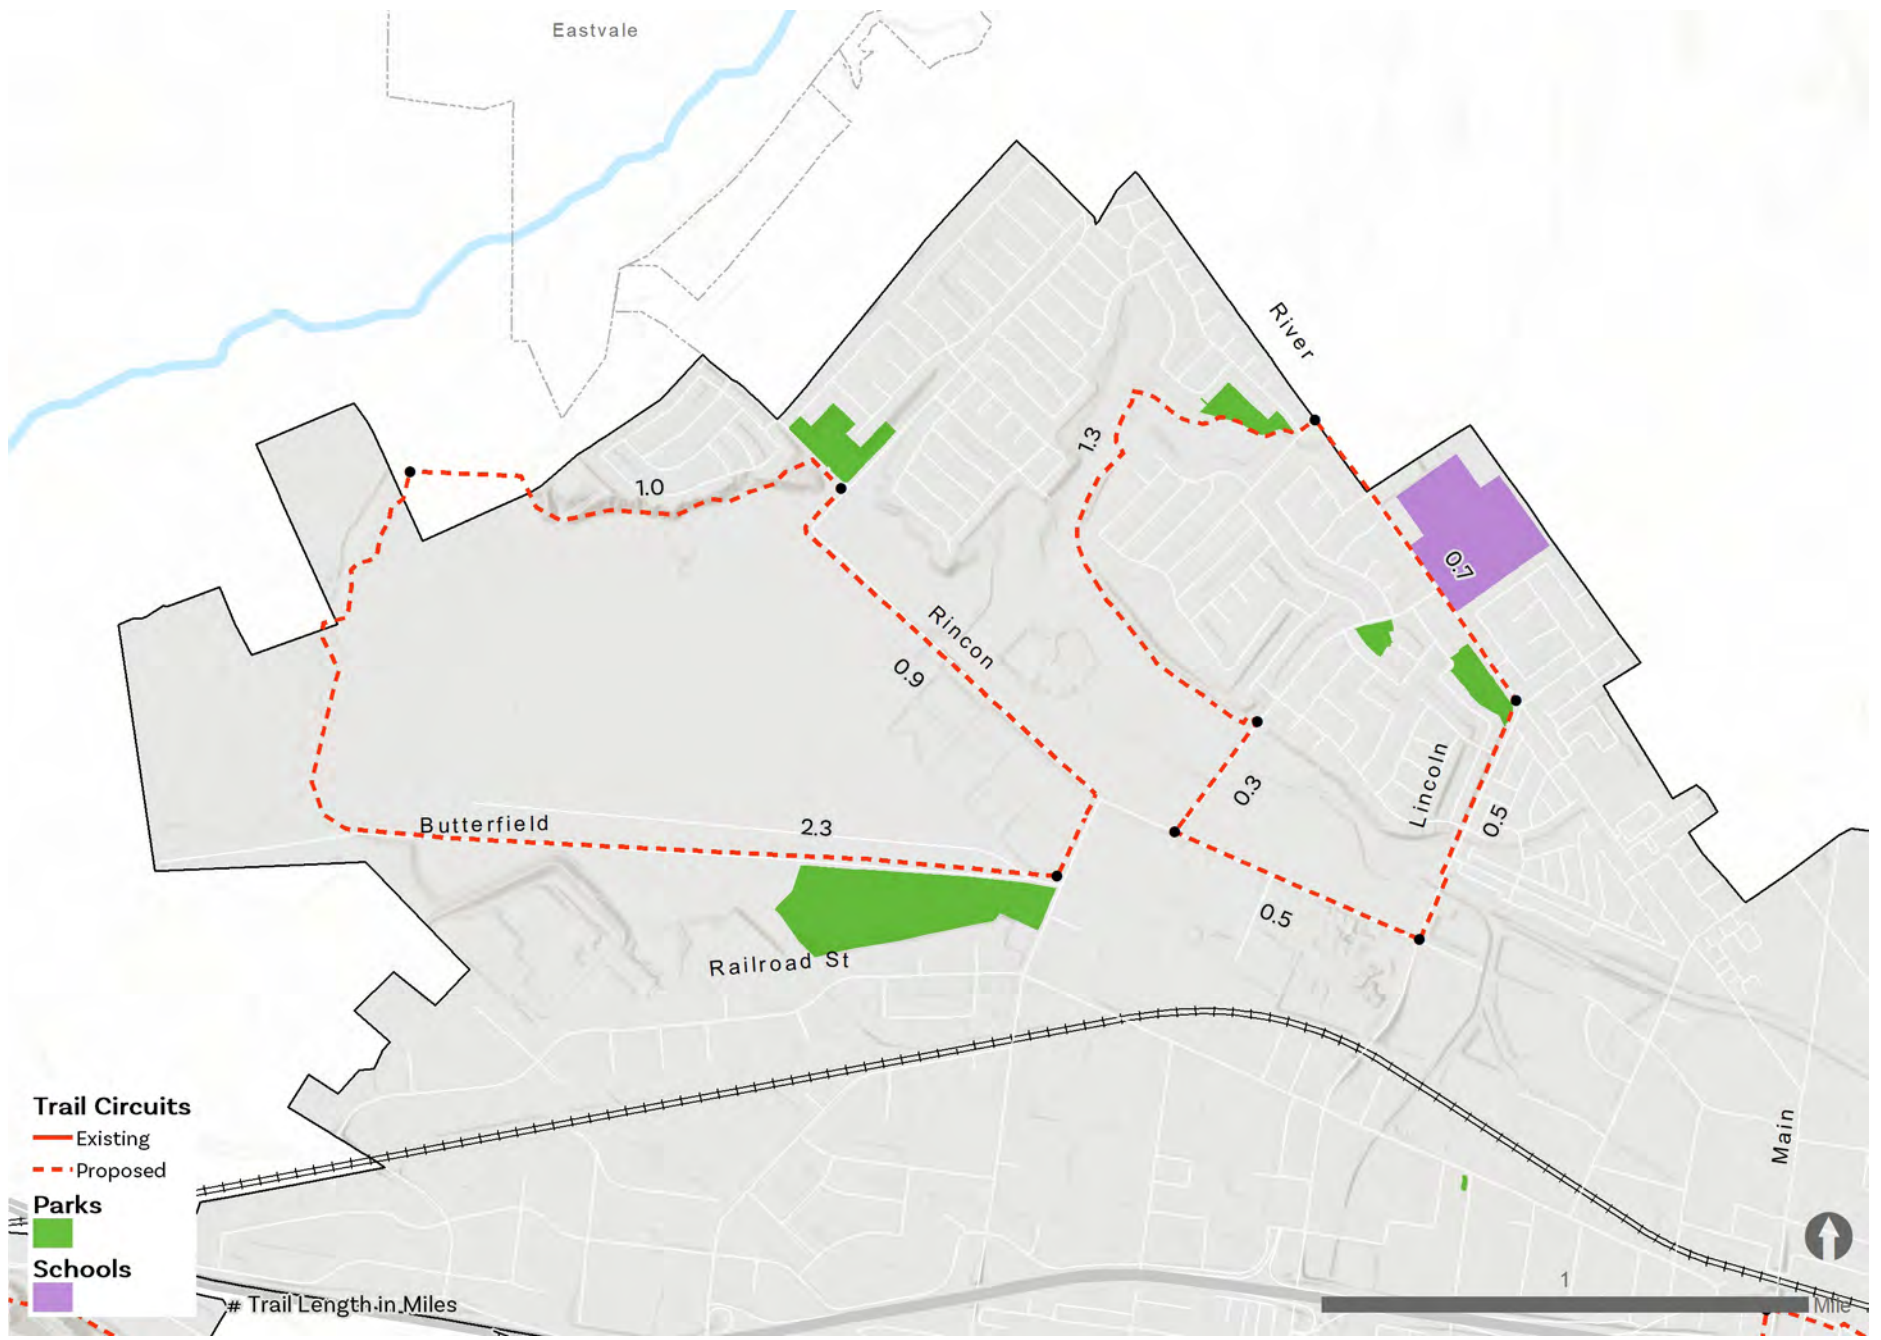 Eastvale
River
1.3
1.0
0.7
Rincon
0.9
Lincoln
0.3
0.5
Butterfield
2.3
0.5
Railroad St
Main
Trail Circuits
Existing
Proposed
Parks
Schools
# Trail Length in Miles
1
Mile